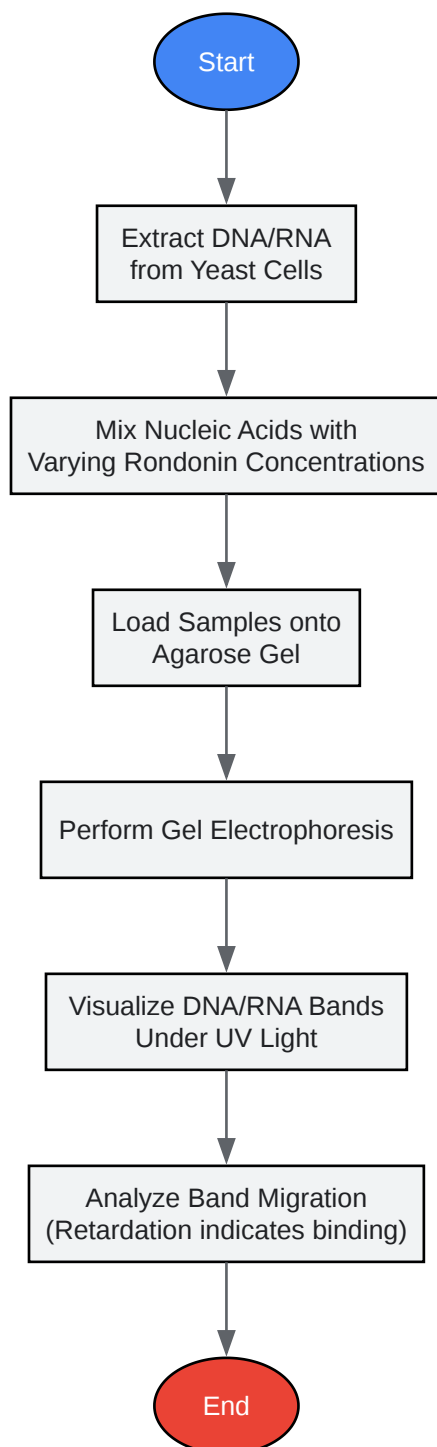 Start
Extract DNA/RNA
from Yeast Cells
Mix Nucleic Acids with
Varying Rondonin Concentrations
Load Samples onto
Agarose Gel
Perform Gel Electrophoresis
Visualize DNA/RNA Bands
Under UV Light
Analyze Band Migration
(Retardation indicates binding)
End